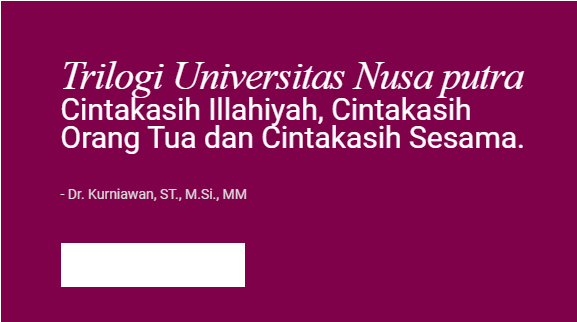 Trilogi Universitas Nusa putra
Cintakasih Illahiyah, Cintakasih
Orang Tua dan Cintakasih Sesama.
- Dr. Kurniawan, ST., M.Si., MM